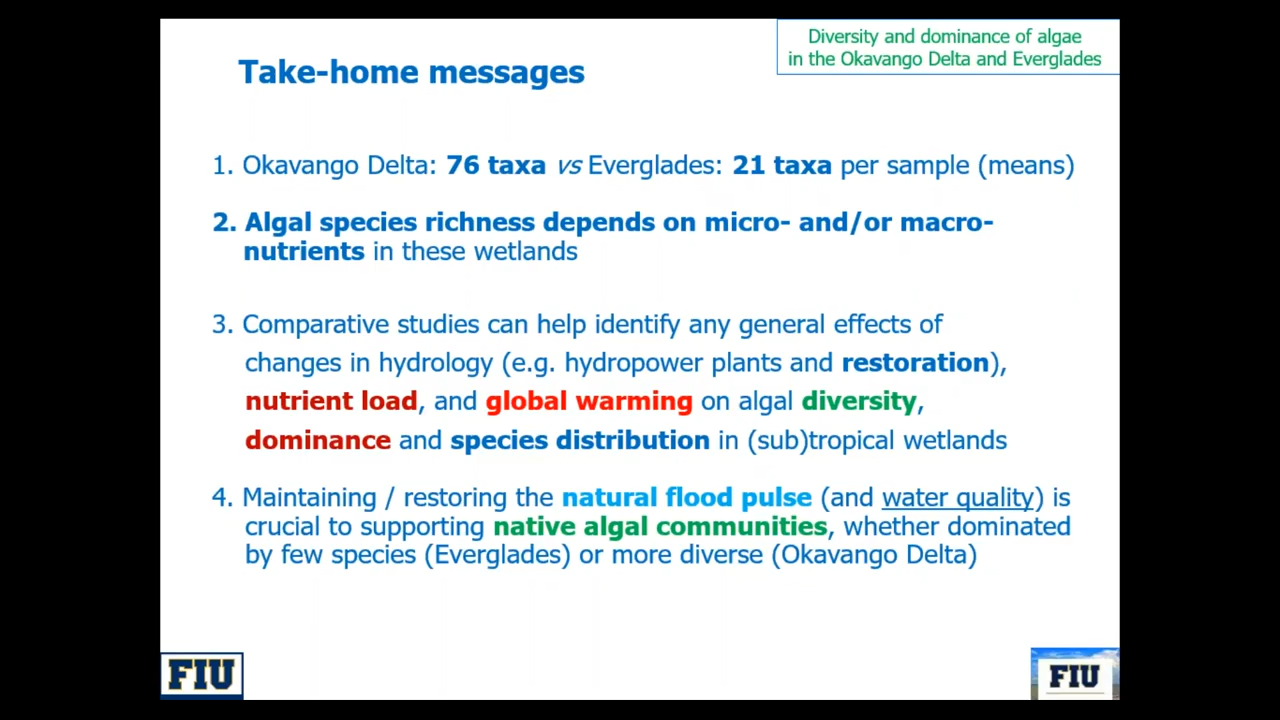 Diversity and dominance of algae
in the Okavango Delta and Everglades
Take-home messages
1. Okavango Delta: 76 taxa vs Everglades: 21 taxa per sample (means)
2. Algal species richness depends on micro- and/or macro-
nutrients in these wetlands
3. Comparative studies can help identify any general effects of
changes in hydrology (e.g. hydropower plants and restoration),
nutrient load, and global warming on algal diversity,
dominance and species distribution in (sub)tropical wetlands
4. Maintaining / restoring the natural flood pulse (and water quality) is
crucial to supporting native algal communities, whether dominated
by few species (Everglades) or more diverse (Okavango Delta)
FIU
FIU